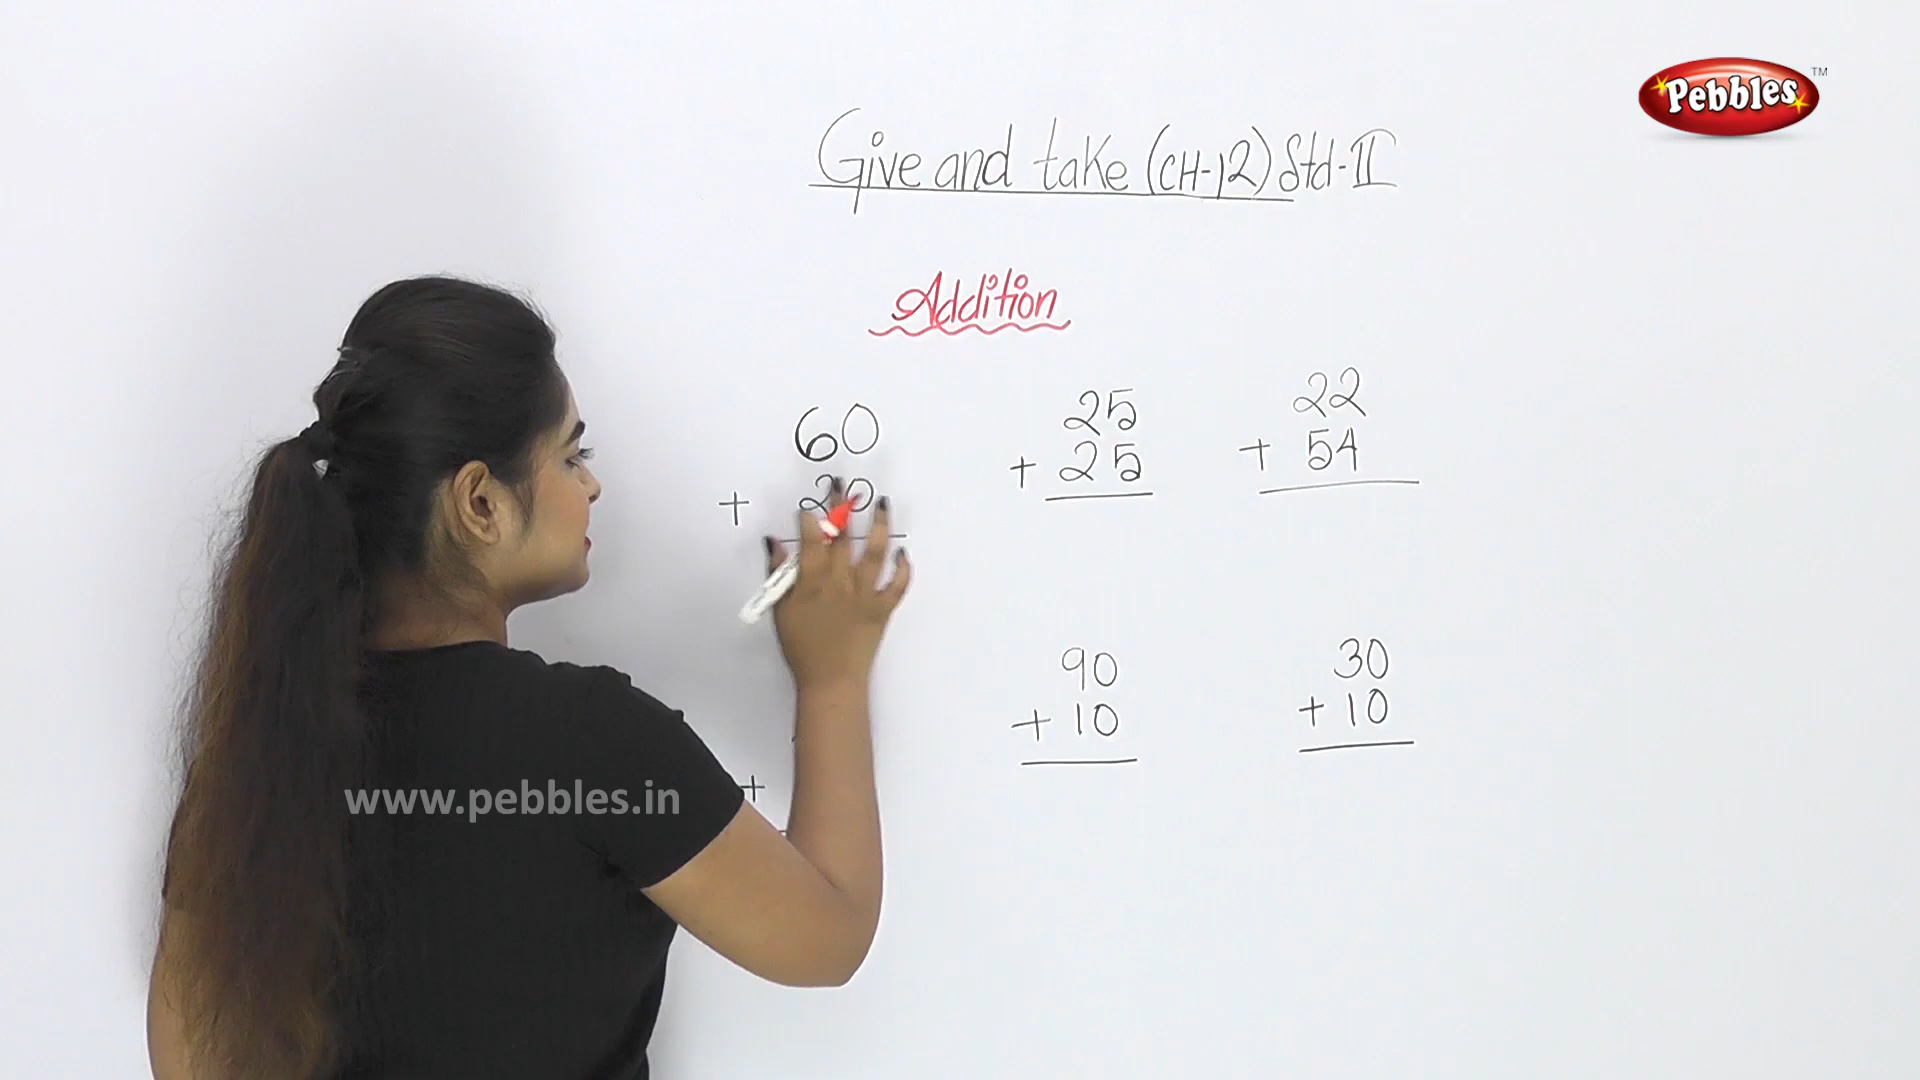 Pebbles TM
Give and take (CH-12) Std-II
Addition
60
+ 20
25
+ 25
22
+ 54
+
90
+ 10
30
+ 10
www.pebbles.in